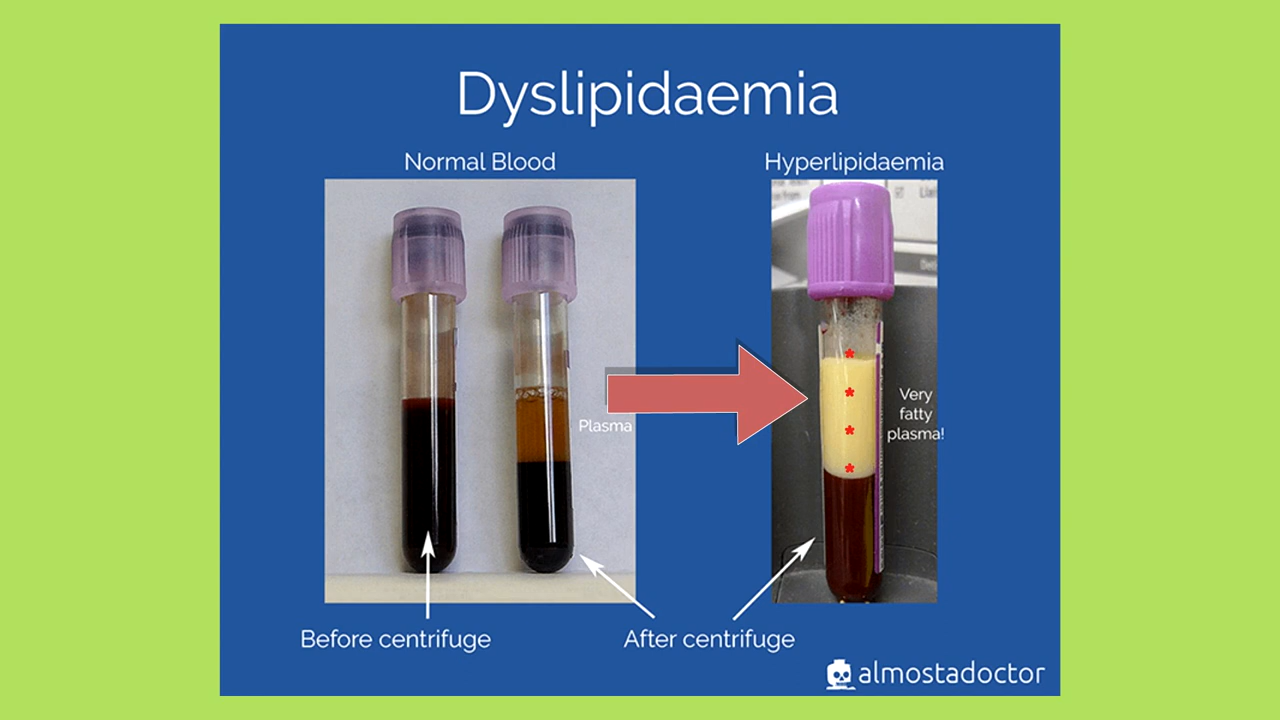 Dyslipidaemia
Normal Blood
Hyperlipidaemia
Plasma
Very
fatty
plasma!
Before centrifuge
After centrifuge
almostadoctor